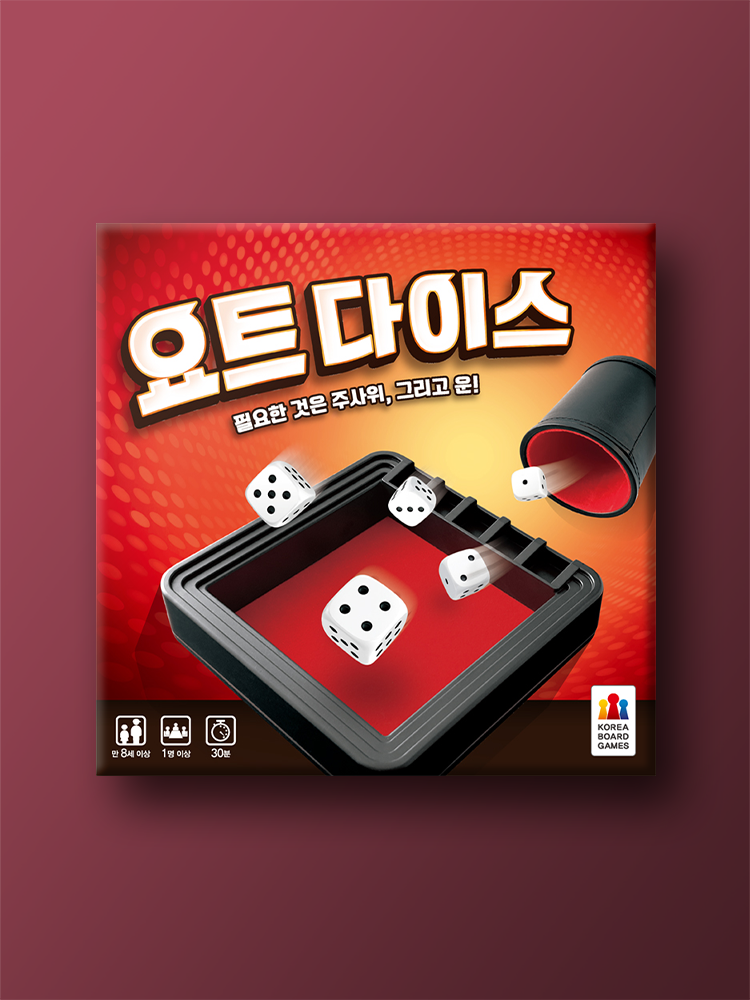 요트 다이스
필요한 것은 주사위, 그리고 운!
만 8세 이상
1명 이상
30분
KOREA
BOARD
GAMES